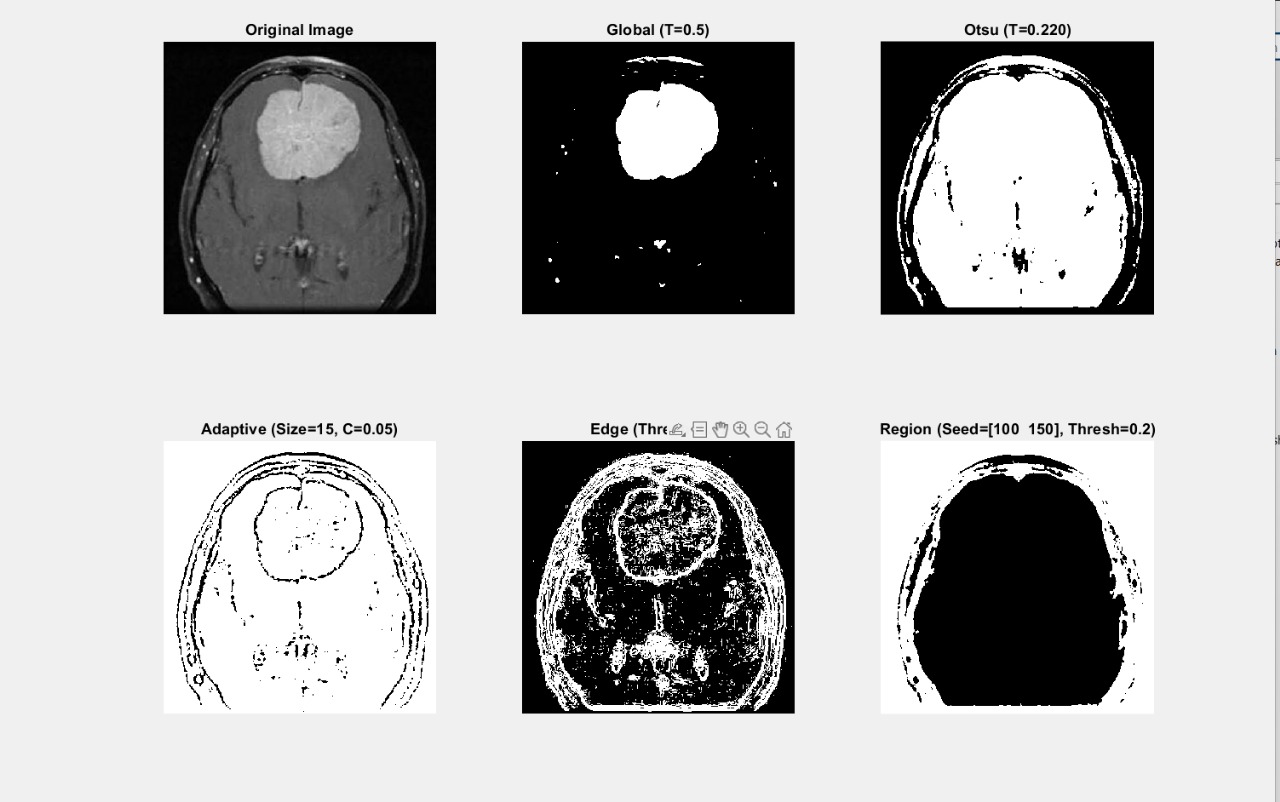 Original Image
Global (T=0.5)
Otsu (T=0.220)
Adaptive (Size=15, C=0.05)
Edge (Thre
Region (Seed=[100  150], Thresh=0.2)